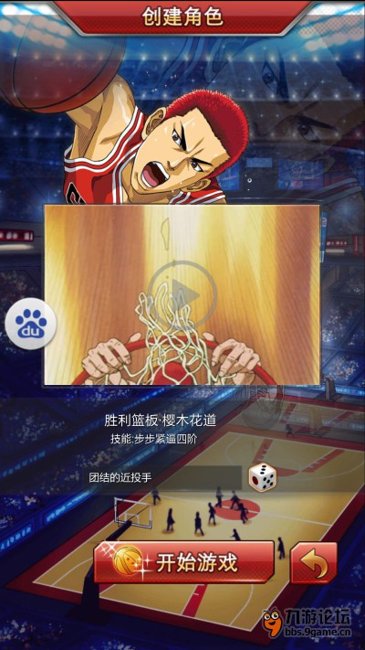 创建角色
du
胜利篮板·樱木花道
技能:步步紧逼四阶
团结的近投手
开始游戏
九游论坛
bbs.9game.cn